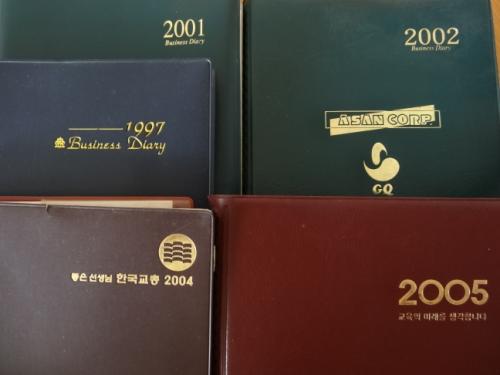 2001
Business Diary
2002
Business Diary
ASAN CORP.
GQ
1997
Business Diary
좋은 선생님 한국교총 2004
2005
교육의 미래를 생각합니다